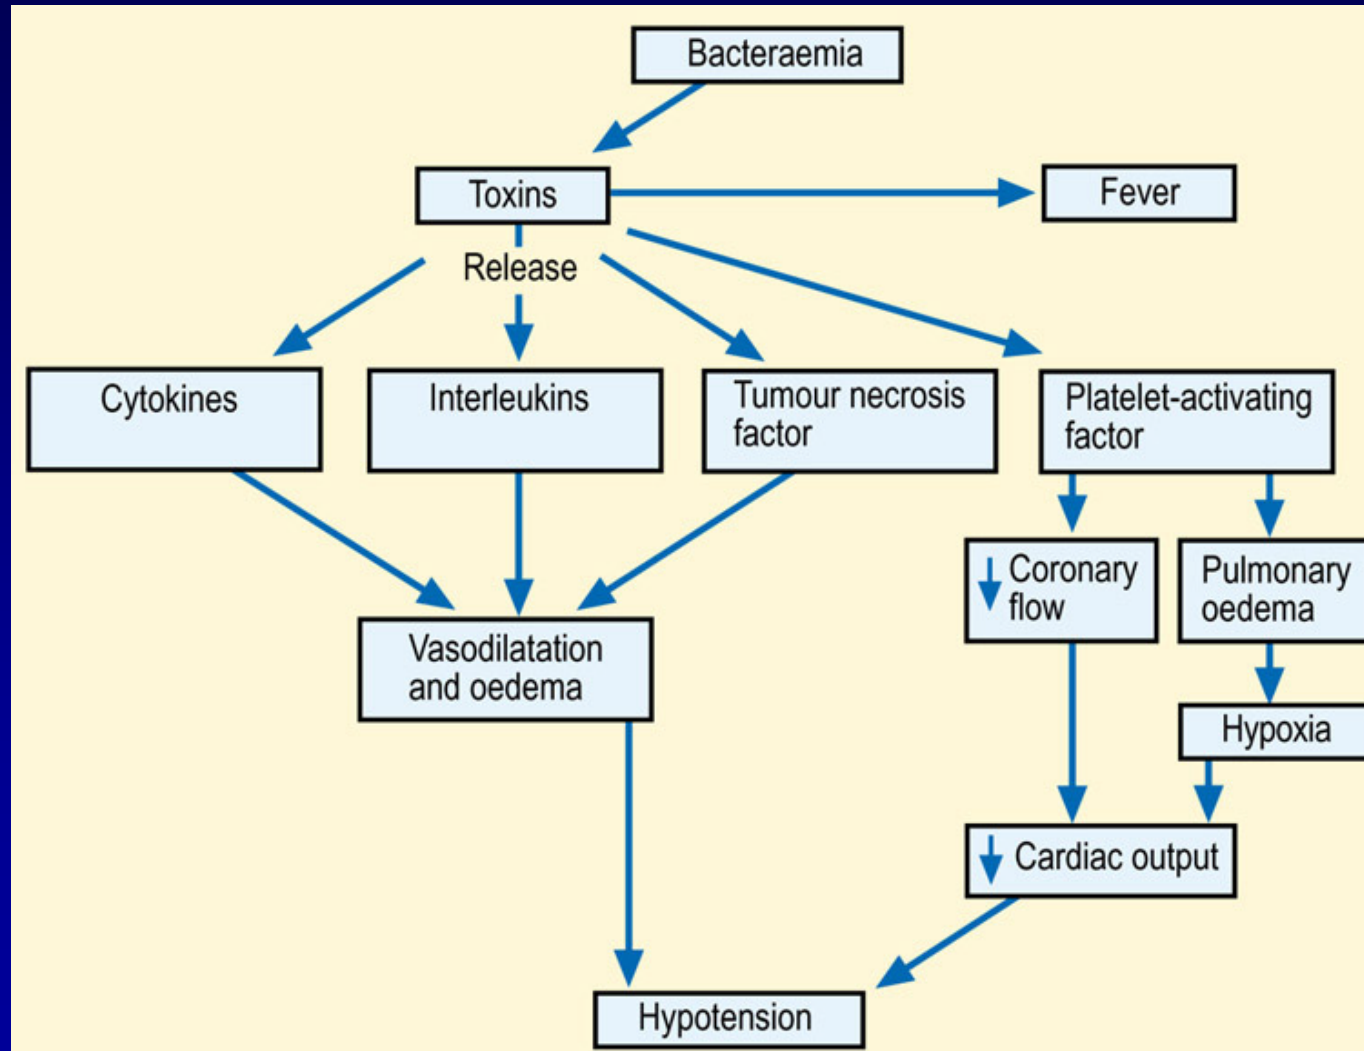 Bacteraemia
Toxins
Fever
Release
Cytokines
Interleukins
Tumour necrosis
factor
Platelet-activating
factor
Coronary
flow
Pulmonary
oedema
Vasodilatation
and oedema
Hypoxia
Cardiac output
Hypotension